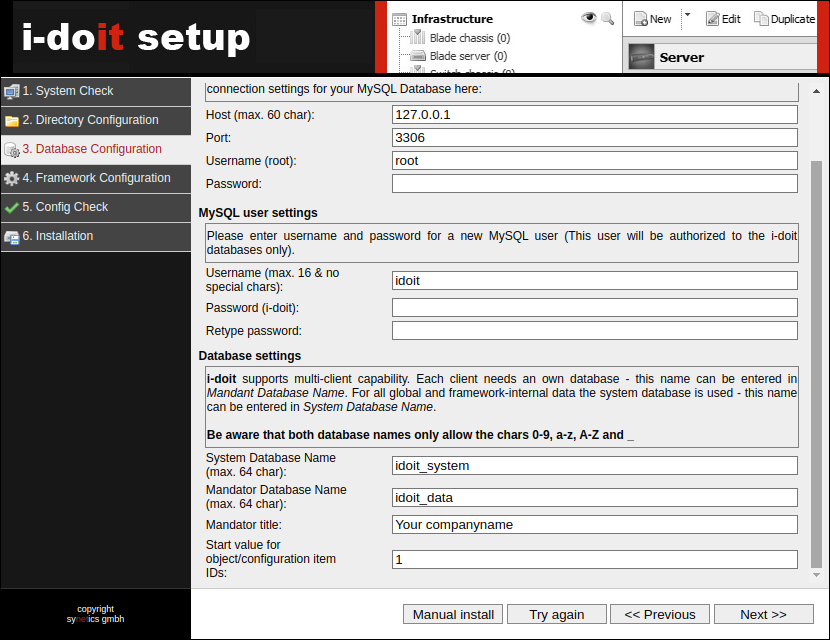 i-doit setup
Infrastructure
Blade chassis (0)
Blade server (0)
Switch chassis (0)
New
Edit
Duplicate
Server
1. System Check
2. Directory Configuration
3. Database Configuration
4. Framework Configuration
5. Config Check
6. Installation
connection settings for your MySQL Database here:
Host (max. 60 char):
127.0.0.1
Port:
3306
Username (root):
root
Password:
MySQL user settings
Please enter username and password for a new MySQL user (This user will be authorized to the i-doit
databases only).
Username (max. 16 & no
special chars):
idoit
Password (i-doit):
Retype password:
Database settings
i-doit supports multi-client capability. Each client needs an own database - this name can be entered in
Mandant Database Name. For all global and framework-internal data the system database is used - this name
can be entered in System Database Name.
Be aware that both database names only allow the chars 0-9, a-z, A-Z and _
System Database Name
(max. 64 char):
idoit_system
Mandator Database Name
(max. 64 char):
idoit_data
Mandator title:
Your companyname
Start value for
object/configuration item
IDs:
1
copyright
synetics gmbh
Manual install
Try again
<< Previous
Next >>